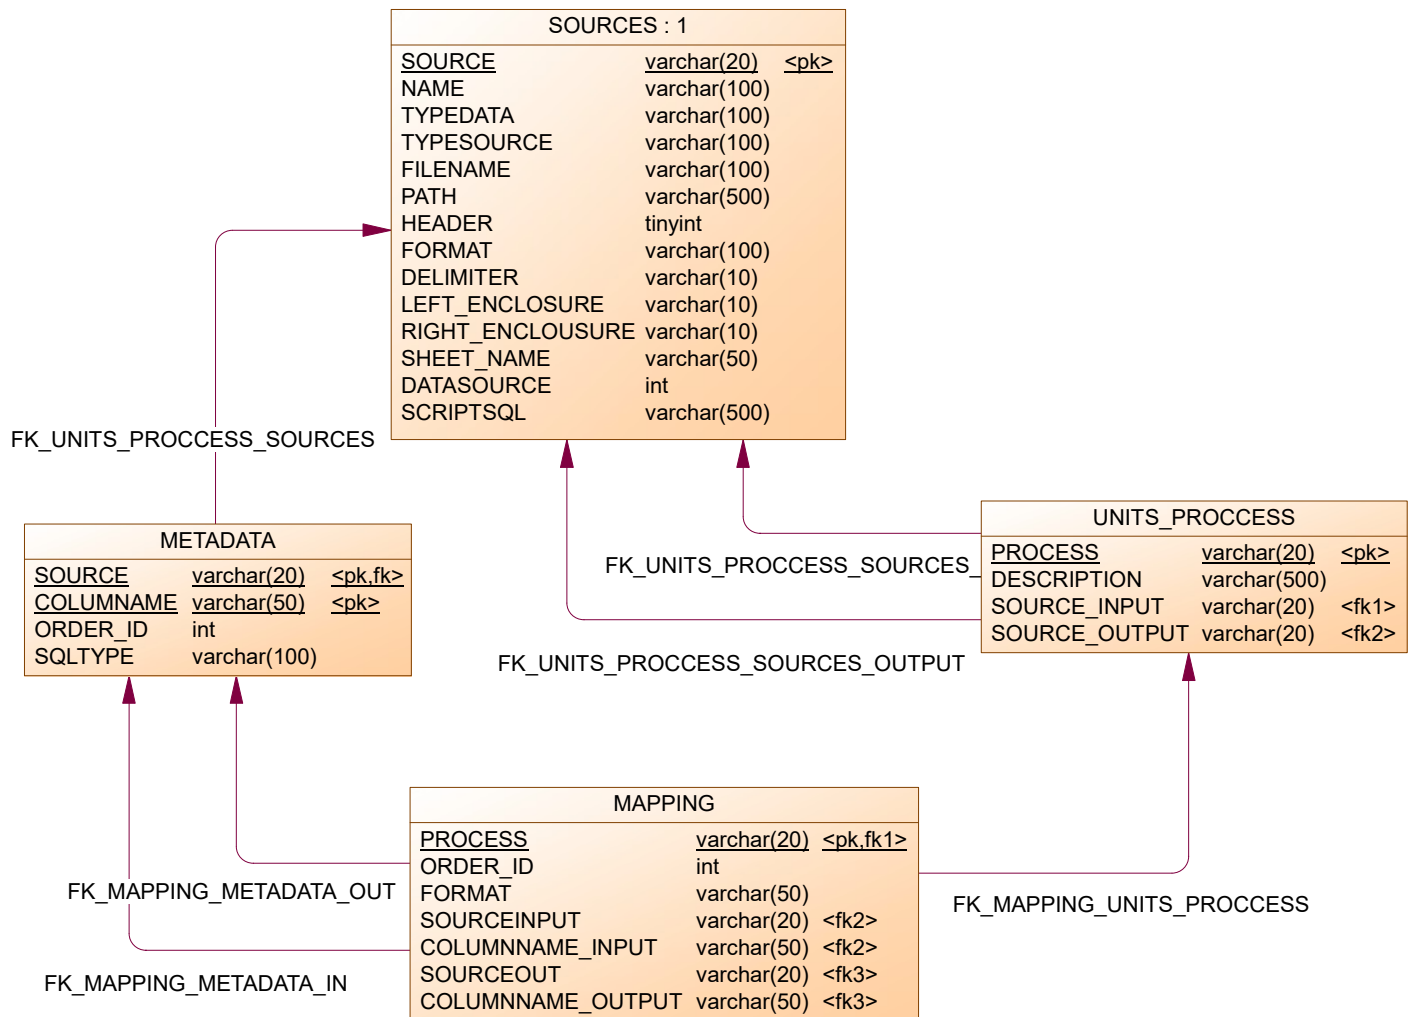 SOURCES : 1
SOURCE varchar(20) <pk>
NAME varchar(100)
TYPEDATA varchar(100)
TYPESOURCE varchar(100)
FILENAME varchar(100)
PATH varchar(500)
HEADER tinyint
FORMAT varchar(100)
DELIMITER varchar(10)
LEFT_ENCLOSURE varchar(10)
RIGHT_ENCLOUSURE varchar(10)
SHEET_NAME varchar(50)
DATASOURCE int
SCRIPTSQL varchar(500)
FK_UNITS_PROCCESS_SOURCES
METADATA
SOURCE varchar(20) <pk,fk>
COLUMNAME varchar(50) <pk>
ORDER_ID int
SQLTYPE varchar(100)
FK_UNITS_PROCCESS_SOURCES_
FK_UNITS_PROCCESS_SOURCES_OUTPUT
UNITS_PROCCESS
PROCESS varchar(20) <pk>
DESCRIPTION varchar(500)
SOURCE_INPUT varchar(20) <fk1>
SOURCE_OUTPUT varchar(20) <fk2>
MAPPING
PROCESS varchar(20) <pk,fk1>
ORDER_ID int
FORMAT varchar(50)
SOURCEINPUT varchar(20) <fk2>
COLUMNNAME_INPUT varchar(50) <fk2>
SOURCEOUT varchar(20) <fk3>
COLUMNNAME_OUTPUT varchar(50) <fk3>
FK_MAPPING_METADATA_OUT
FK_MAPPING_METADATA_IN
FK_MAPPING_UNITS_PROCCESS